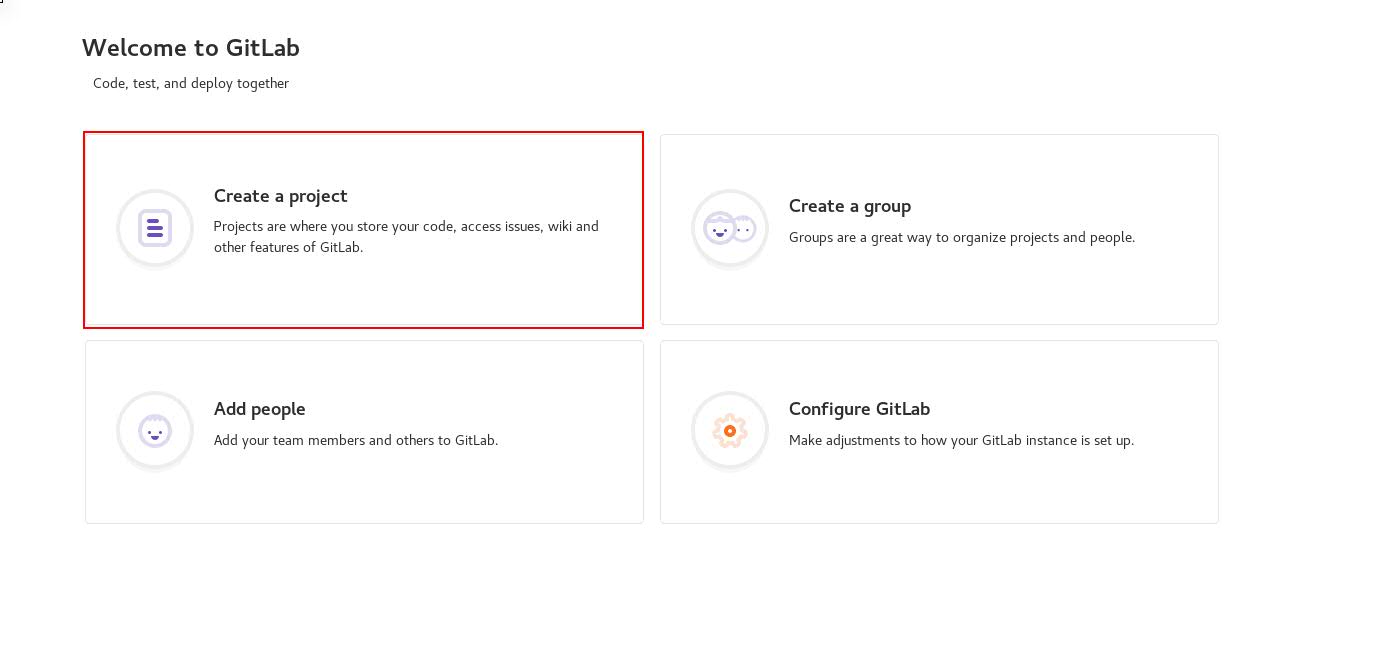 Welcome to GitLab
Code, test, and deploy together
Create a project
Projects are where you store your code, access issues, wiki and
other features of GitLab.
Create a group
Groups are a great way to organize projects and people.
Add people
Add your team members and others to GitLab.
Configure GitLab
Make adjustments to how your GitLab instance is set up.